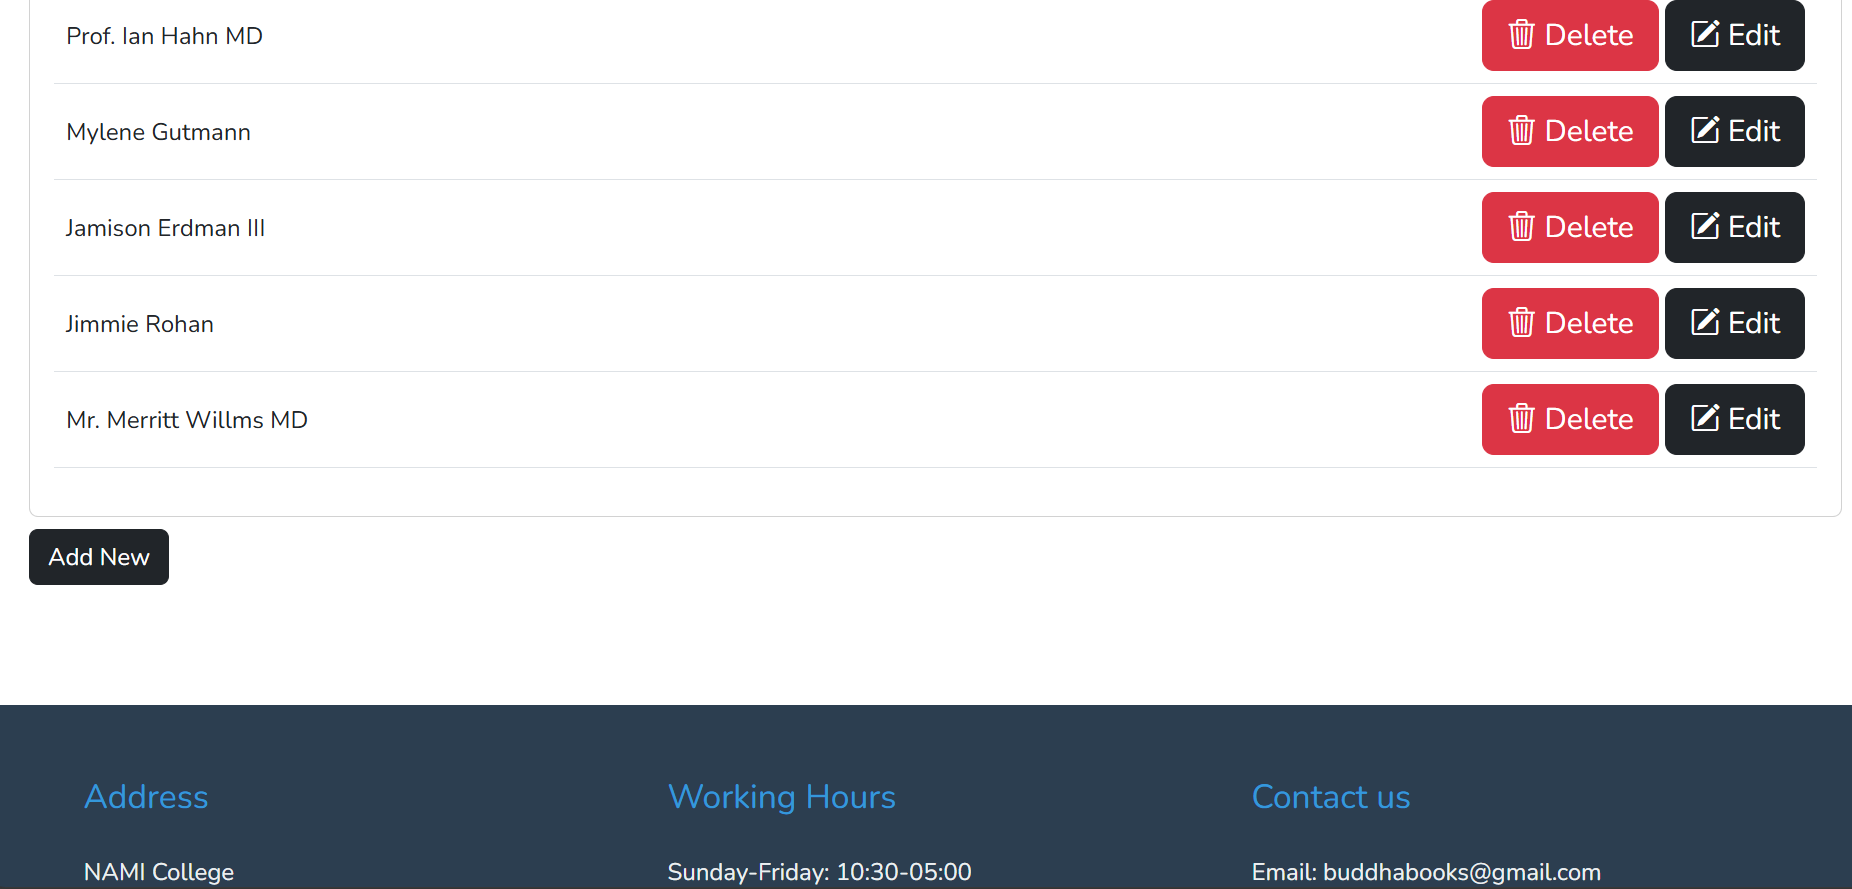 Prof. Ian Hahn MD Delete Edit
Mylene Gutmann Delete Edit
Jamison Erdman III Delete Edit
Jimmie Rohan Delete Edit
Mr. Merritt Willms MD Delete Edit
Add New
Address Working Hours Contact us
NAMI College Sunday-Friday: 10:30-05:00 Email: buddhabooks@gmail.com